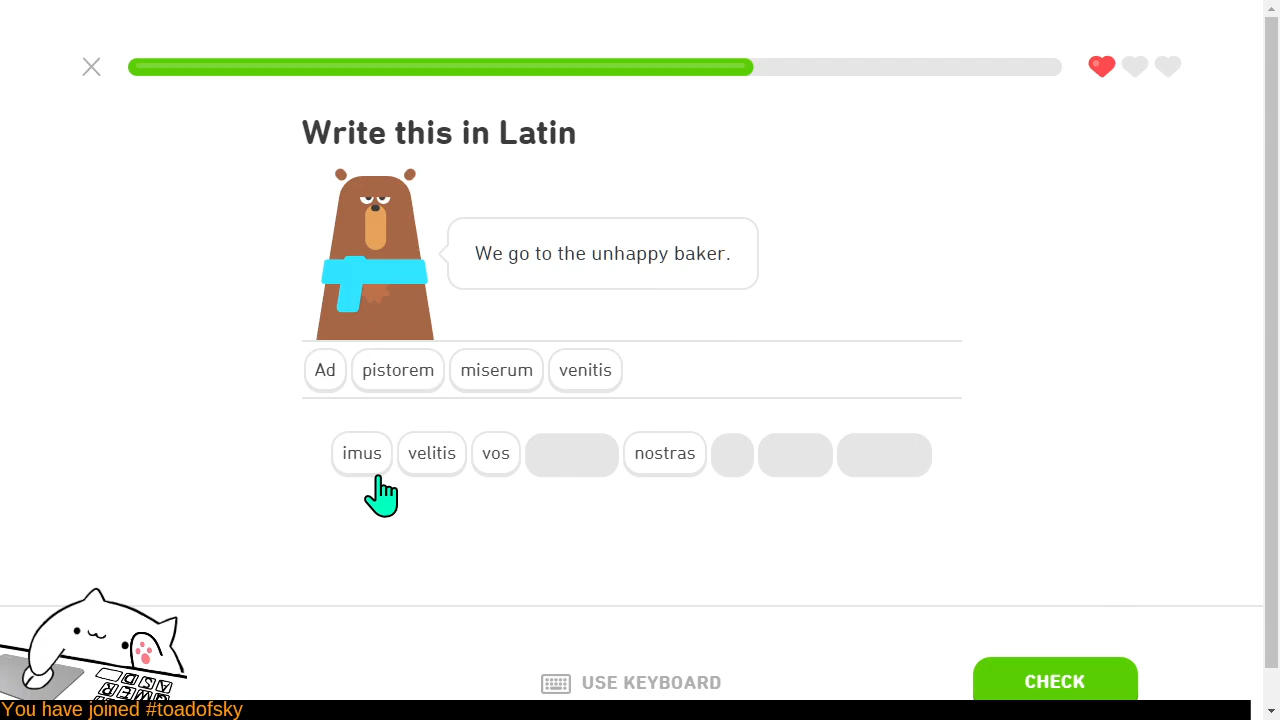 Write this in Latin
We go to the unhappy baker.
Ad pistorem miserum venitis
imus velitis vos nostras
USE KEYBOARD
CHECK
You have joined #toadofsky